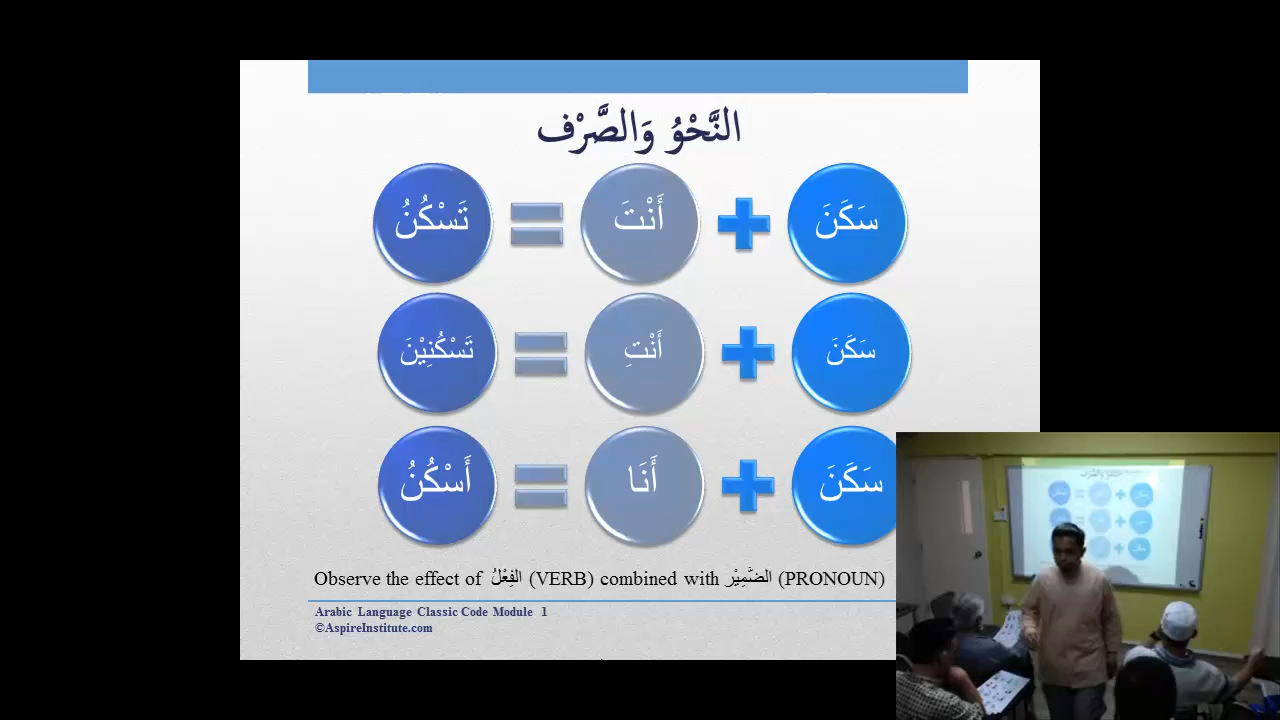 النَّحْوُ وَالصَّرْف
سَكَنَ + أَنْتَ = تَسْكُنُ
سَكَنَ + أَنْتِ = تَسْكُنِيْنَ
سَكَنَ + أَنَا = أَسْكُنُ
Observe the effect of الفِعْلُ (VERB) combined with الضَّمِيْر (PRONOUN)
Arabic Language Classic Code Module 1
©AspireInstitute.com